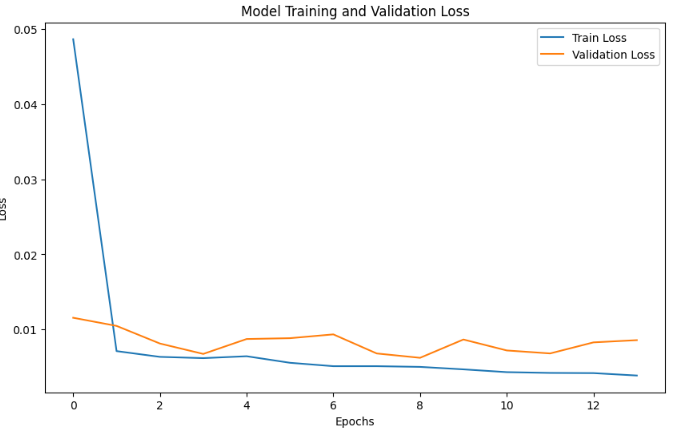 Model Training and Validation Loss
0.05
0.04
0.03
0.02
0.01
Loss
Train Loss
Validation Loss
0
2
4
6
8
10
12
Epochs